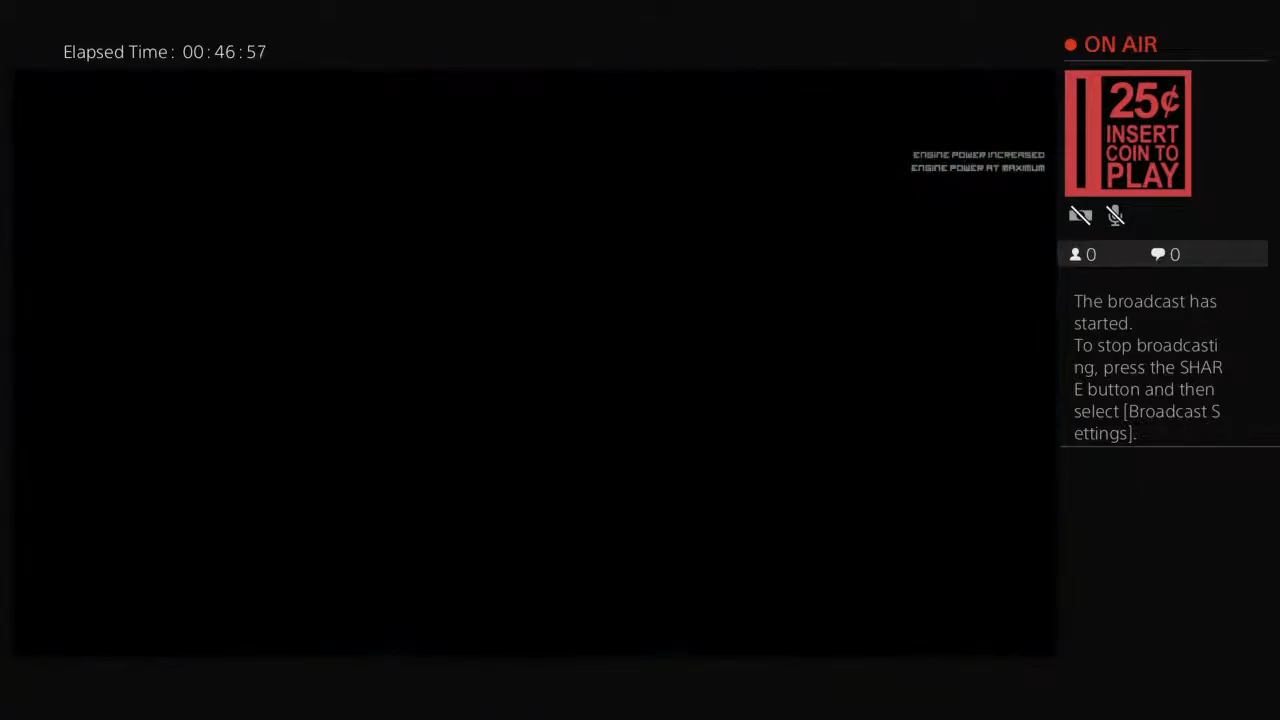 Elapsed Time: 00:46:57
ON AIR
25¢
INSERT
COIN TO
PLAY
ENGINE POWER INCREASED
ENGINE POWER AT MAXIMUM
0
0
The broadcast has
started.
To stop broadcasti
ng, press the SHAR
E button and then
select [Broadcast S
ettings].